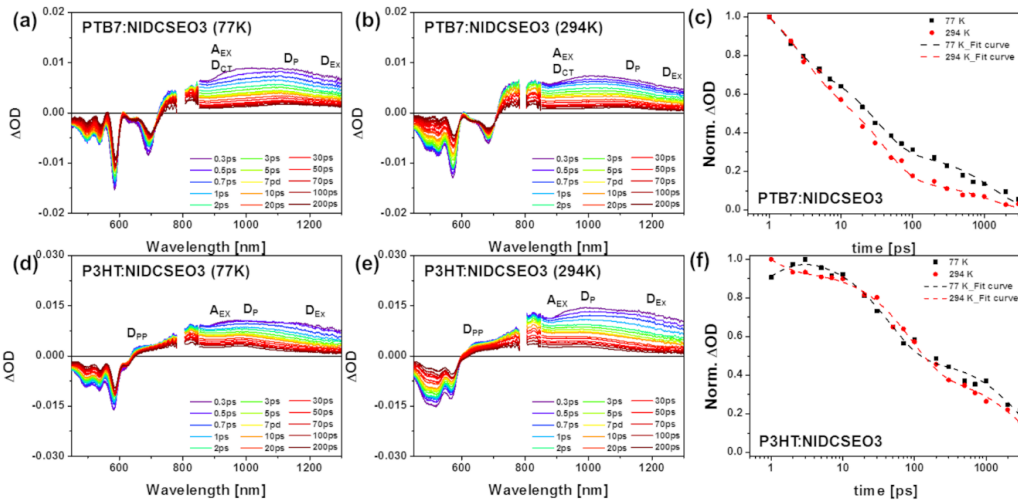 (a)
PTB7:NIDCSEO3 (77K)
A_EX
D_CT
D_P
D_Ex
0.02
0.01
0.00
-0.01
-0.02
ΔOD
0.3ps 3ps 30ps
0.5ps 5ps 50ps
0.7ps 7pd 70ps
1ps 10ps 100ps
2ps 20ps 200ps
600 800 1000 1200
Wavelength [nm]
(b)
PTB7:NIDCSEO3 (294K)
A_EX
D_CT
D_P
D_Ex
0.02
0.01
0.00
-0.01
-0.02
ΔOD
0.3ps 3ps 30ps
0.5ps 5ps 50ps
0.7ps 7pd 70ps
1ps 10ps 100ps
2ps 20ps 200ps
600 800 1000 1200
Wavelength [nm]
(c)
77 K
294 K
77 K_Fit curve
294 K_Fit curve
1.0
0.8
0.6
0.4
0.2
0.0
Norm. ΔOD
PTB7:NIDCSEO3
1 10 100 1000
time [ps]
(d)
P3HT:NIDCSEO3 (77K)
D_PP
A_EX
D_P
D_Ex
0.030
0.015
0.000
-0.015
-0.030
ΔOD
0.3ps 3ps 30ps
0.5ps 5ps 50ps
0.7ps 7pd 70ps
1ps 10ps 100ps
2ps 20ps 200ps
600 800 1000 1200
Wavelength [nm]
(e)
P3HT:NIDCSEO3 (294K)
D_PP
A_EX
D_P
D_Ex
0.030
0.015
0.000
-0.015
-0.030
ΔOD
0.3ps 3ps 30ps
0.5ps 5ps 50ps
0.7ps 7pd 70ps
1ps 10ps 100ps
2ps 20ps 200ps
600 800 1000 1200
Wavelength [nm]
(f)
77 K
294 K
77 K_Fit curve
294 K_Fit curve
1.0
0.8
0.6
0.4
0.2
0.0
Norm. ΔOD
P3HT:NIDCSEO3
1 10 100 1000
time [ps]